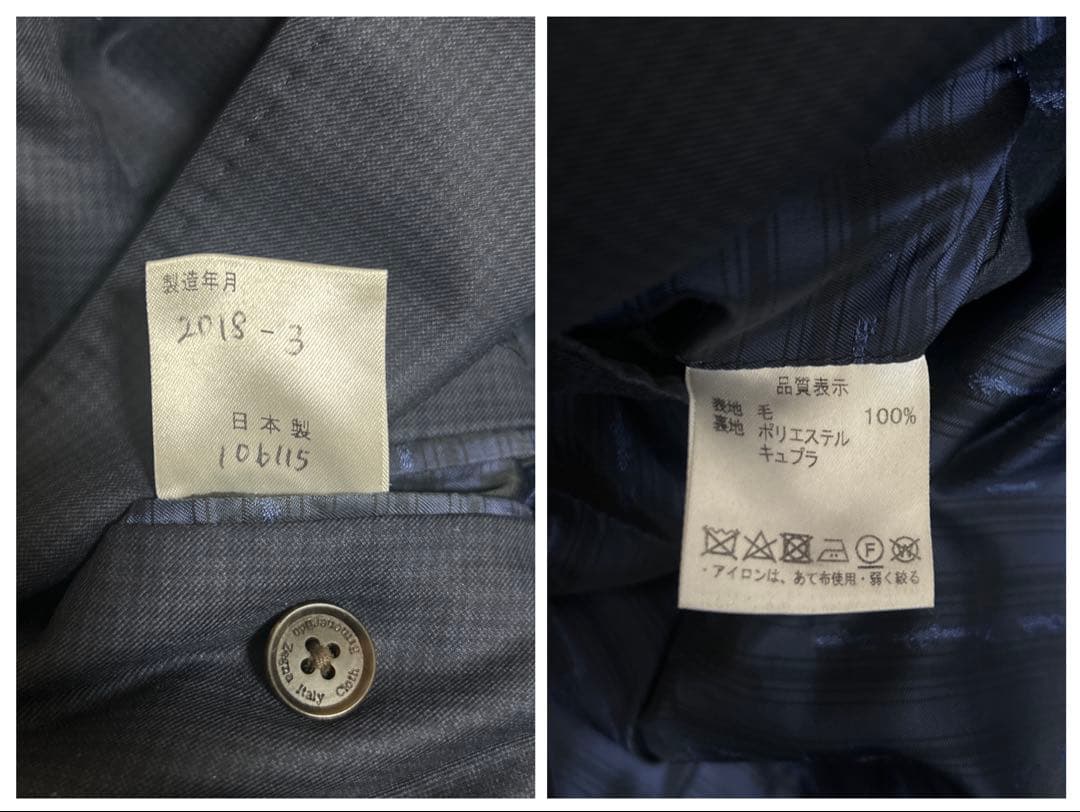 製造年月
2018-3
日本製
106115
Ermenegildo Zegna Italy Cloth
品質表示
表地 毛 100%
裏地 ポリエステル
キュプラ
F
W
・アイロンは、あて布使用・弱く絞る